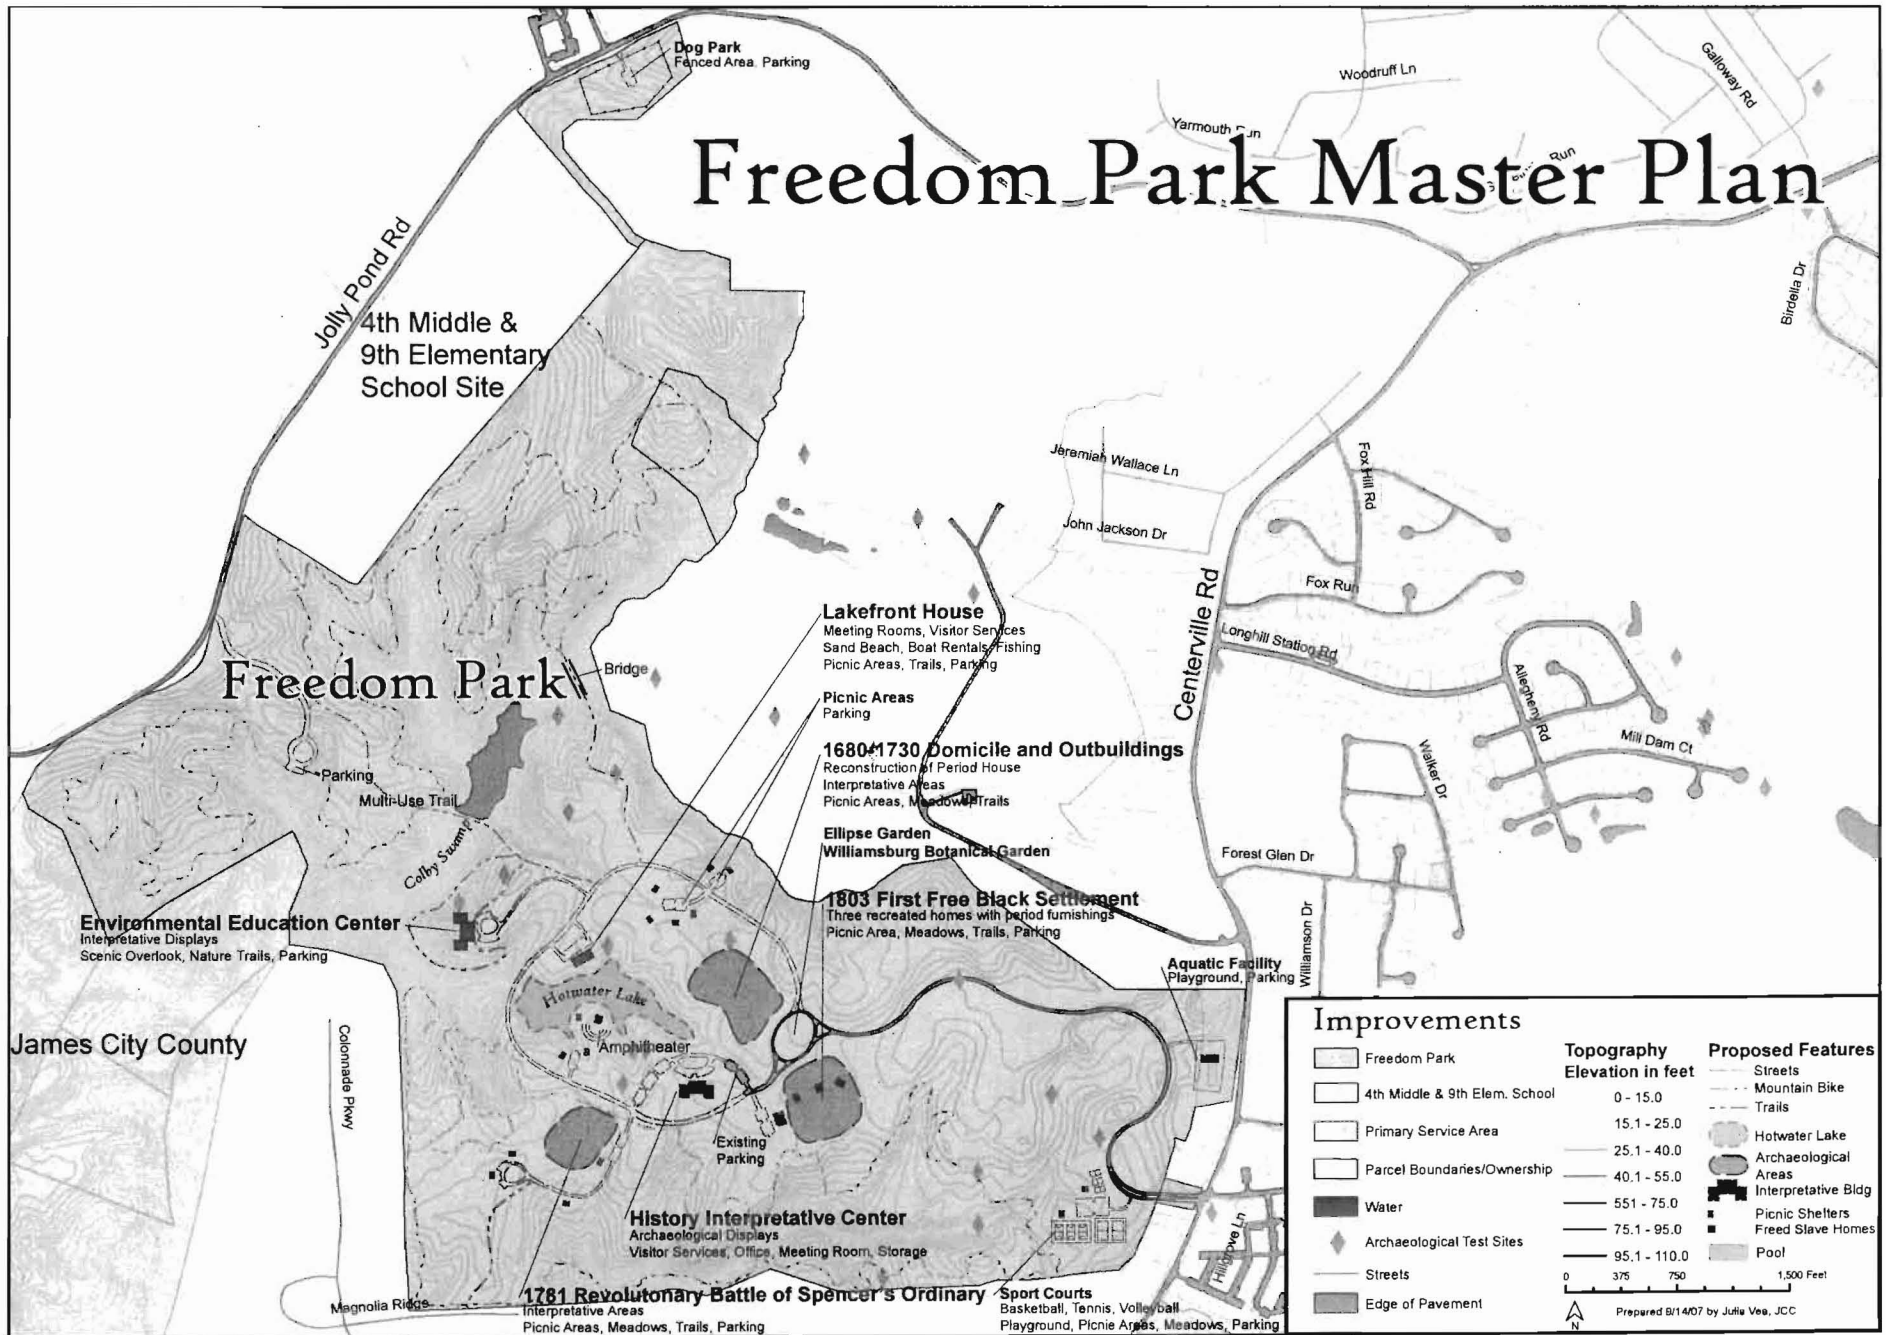 Dog Park
Fenced Area. Parking
Woodruff Ln
Galloway Rd
Yarmouth
Run
Freedom Park Master Plan
Birdella Dr
Jolly Pond Rd
4th Middle &
9th Elementary
School Site
Jeremiah Wallace Ln
John Jackson Dr
Fox Hill Rd
Fox Run
Centerville Rd
Longhill Station Rd
Allegheny Rd
Mill Dam Ct
Walker Dr
Forest Glen Dr
Williamson Dr
Lakefront House
Meeting Rooms, Visitor Services
Sand Beach, Boat Rentals, Fishing
Picnic Areas, Trails, Parking
Freedom Park
Bridge
Picnic Areas
Parking
1680-1730 Domicile and Outbuildings
Reconstruction of Period House
Interpretative Areas
Picnic Areas, Meadows, Trails
Parking
Multi-Use Trail
Colby Swamp
Ellipse Garden
Williamsburg Botanical Garden
1803 First Free Black Settlement
Three recreated homes with period furnishings
Picnic Area, Meadows, Trails, Parking
Environmental Education Center
Interpretative Displays
Scenic Overlook, Nature Trails, Parking
Aquatic Facility
Playground, Parking
Hotwater Lake
Amphitheater
James City County
Colonnade Pkwy
Existing
Parking
History Interpretative Center
Archaeological Displays
Visitor Services, Office, Meeting Room, Storage
Hillgrove Ln
Magnolia Ridge
1781 Revolutonary Battle of Spencer's Ordinary
Interpretative Areas
Picnic Areas, Meadows, Trails, Parking
Sport Courts
Basketball, Tennis, Volleyball
Playground, Picnie Areas, Meadows, Parking
Improvements
Freedom Park
4th Middle & 9th Elem. School
Primary Service Area
Parcel Boundaries/Ownership
Water
Archaeological Test Sites
Streets
Edge of Pavement
Topography
Elevation in feet
0 - 15.0
15.1 - 25.0
25.1 - 40.0
40.1 - 55.0
551 - 75.0
75.1 - 95.0
95.1 - 110.0
Proposed Features
Streets
Mountain Bike
Trails
Hotwater Lake
Archaeological
Areas
Interpretative Bldg
Picnic Shelters
Freed Slave Homes
Pool
0 375 750 1,500 Feet
N
Prepared 9/14/07 by Julie Vea, JCC